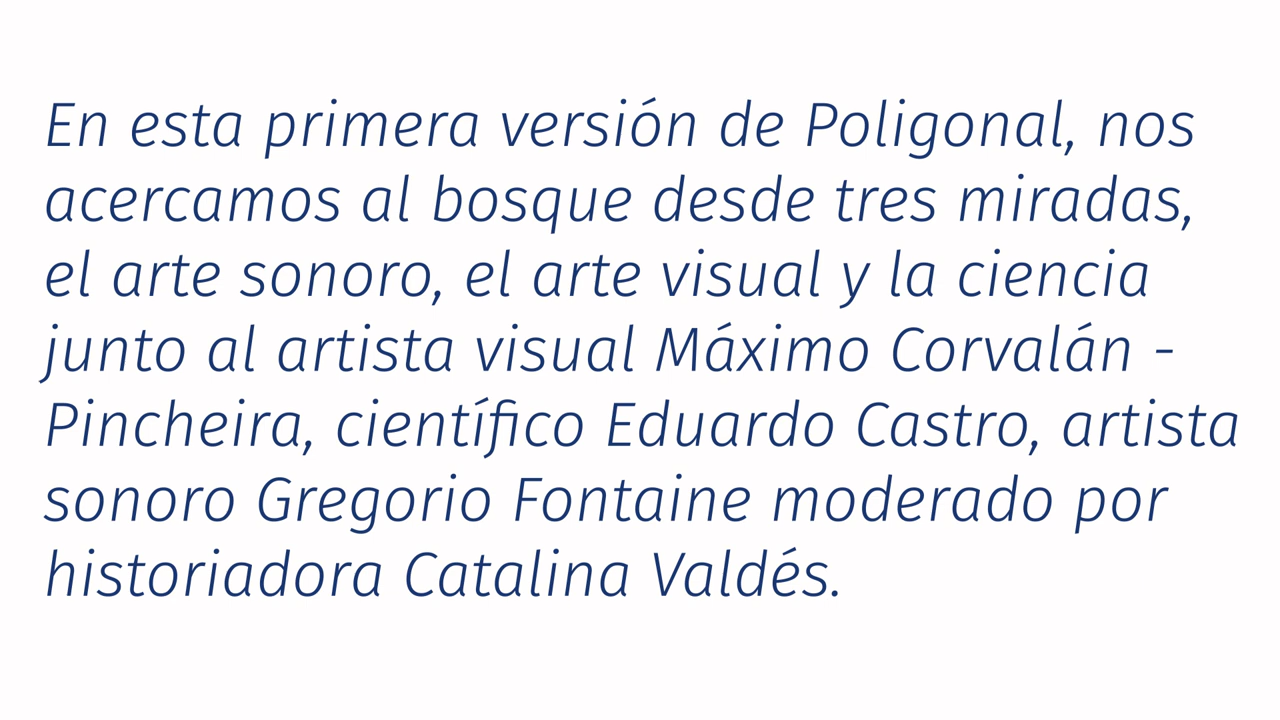 En esta primera versión de Poligonal, nos
acercamos al bosque desde tres miradas,
el arte sonoro, el arte visual y la ciencia
junto al artista visual Máximo Corvalán -
Pincheira, científico Eduardo Castro, artista
sonoro Gregorio Fontaine moderado por
historiadora Catalina Valdés.